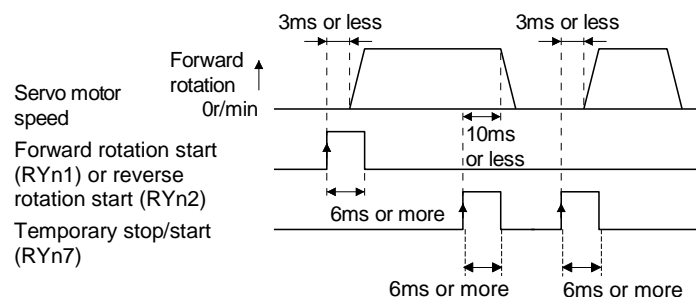 3ms or less
3ms or less
Forward
rotation
0r/min
Servo motor
speed
10ms
or less
Forward rotation start
(RYn1) or reverse
rotation start (RYn2)
6ms or more
Temporary stop/start
(RYn7)
6ms or more
6ms or more